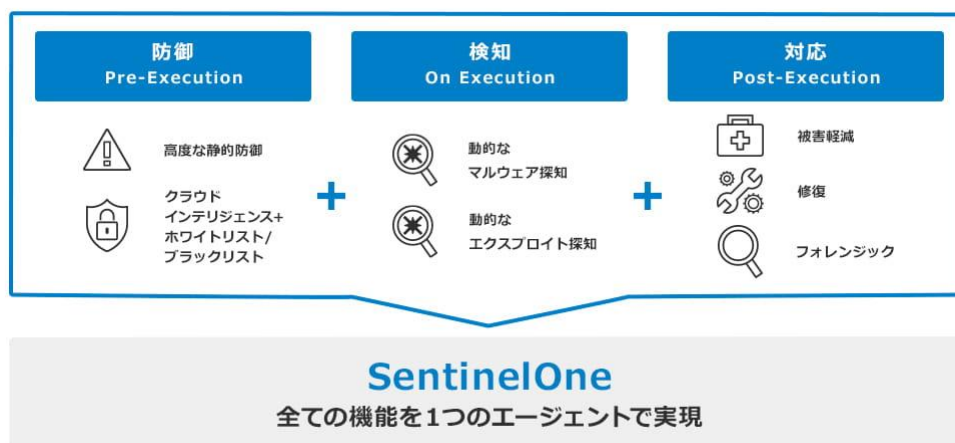 防御
Pre-Execution
高度な静的防御
クラウド
インテリジェンス+
ホワイトリスト/
ブラックリスト
+
検知
On Execution
動的な
マルウェア探知
動的な
エクスプロイト探知
+
対応
Post-Execution
被害軽減
修復
フォレンジック
SentinelOne
全ての機能を1つのエージェントで実現